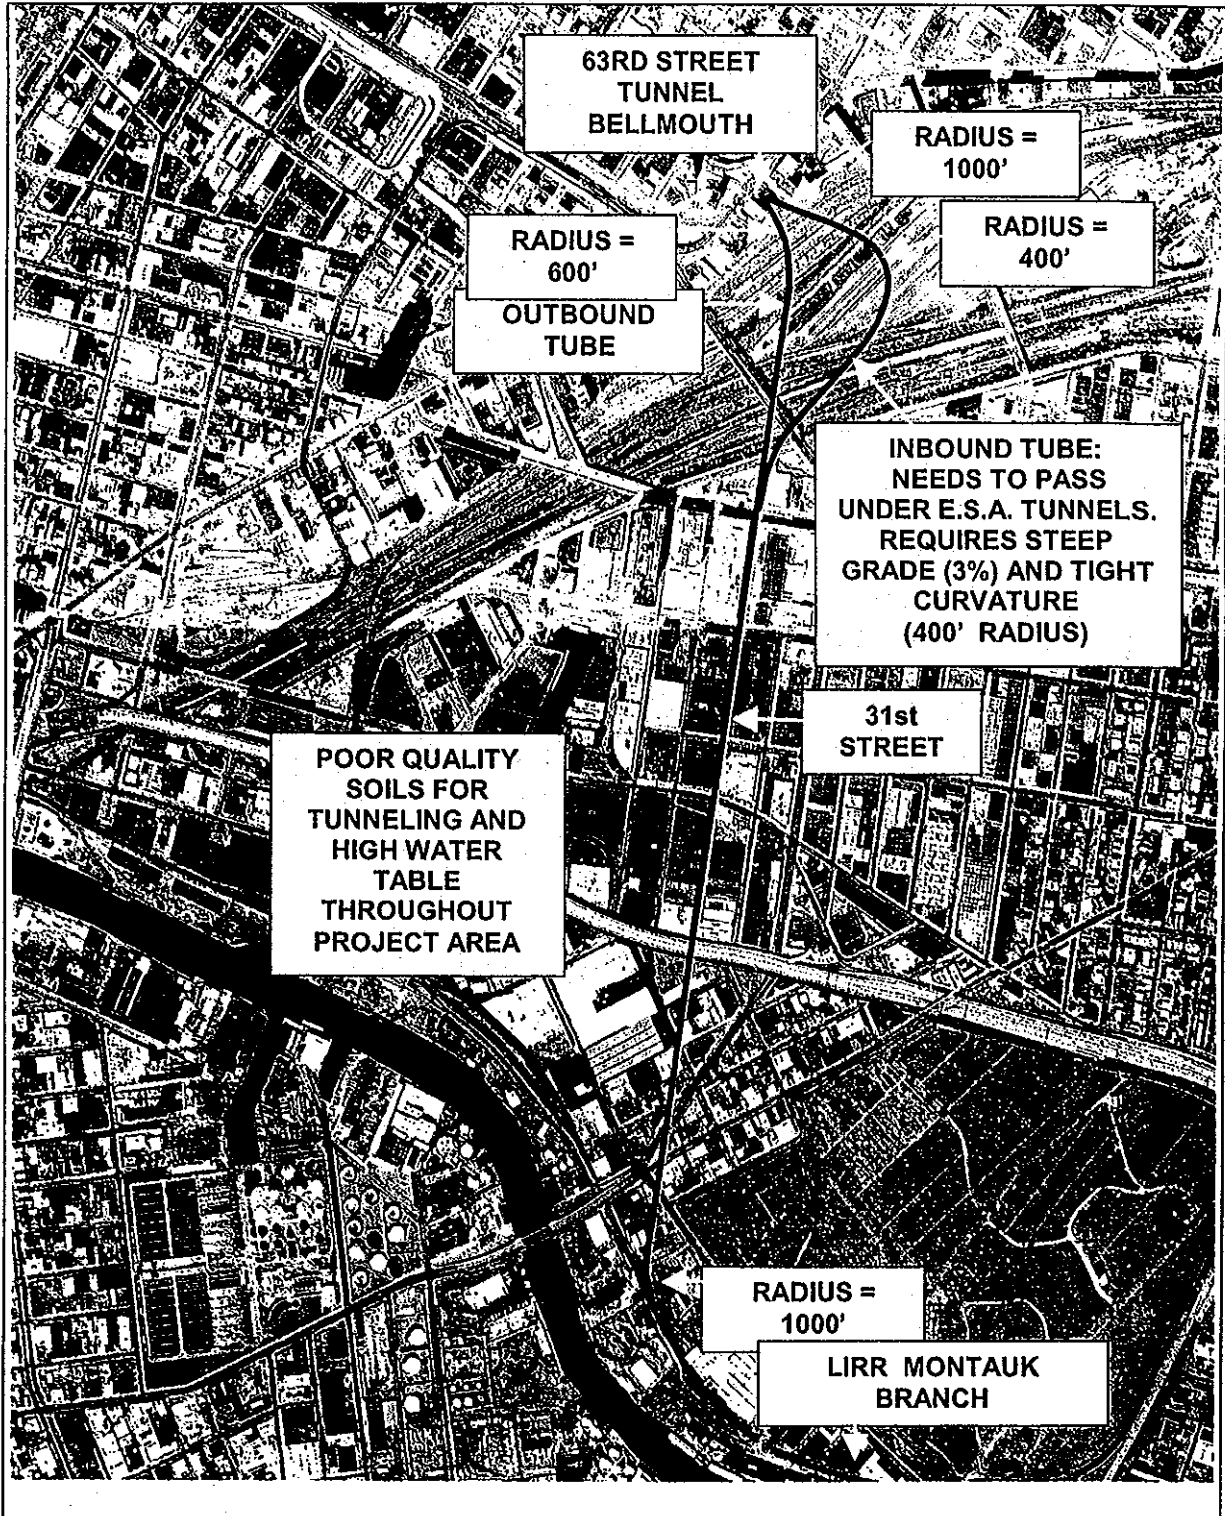 63RD STREET
TUNNEL
BELLMOUTH
RADIUS =
1000'
RADIUS =
400'
RADIUS =
600'
OUTBOUND
TUBE
INBOUND TUBE:
NEEDS TO PASS
UNDER E.S.A. TUNNELS.
REQUIRES STEEP
GRADE (3%) AND TIGHT
CURVATURE
(400' RADIUS)
31st
STREET
POOR QUALITY
SOILS FOR
TUNNELING AND
HIGH WATER
TABLE
THROUGHOUT
PROJECT AREA
RADIUS =
1000'
LIRR MONTAUK
BRANCH